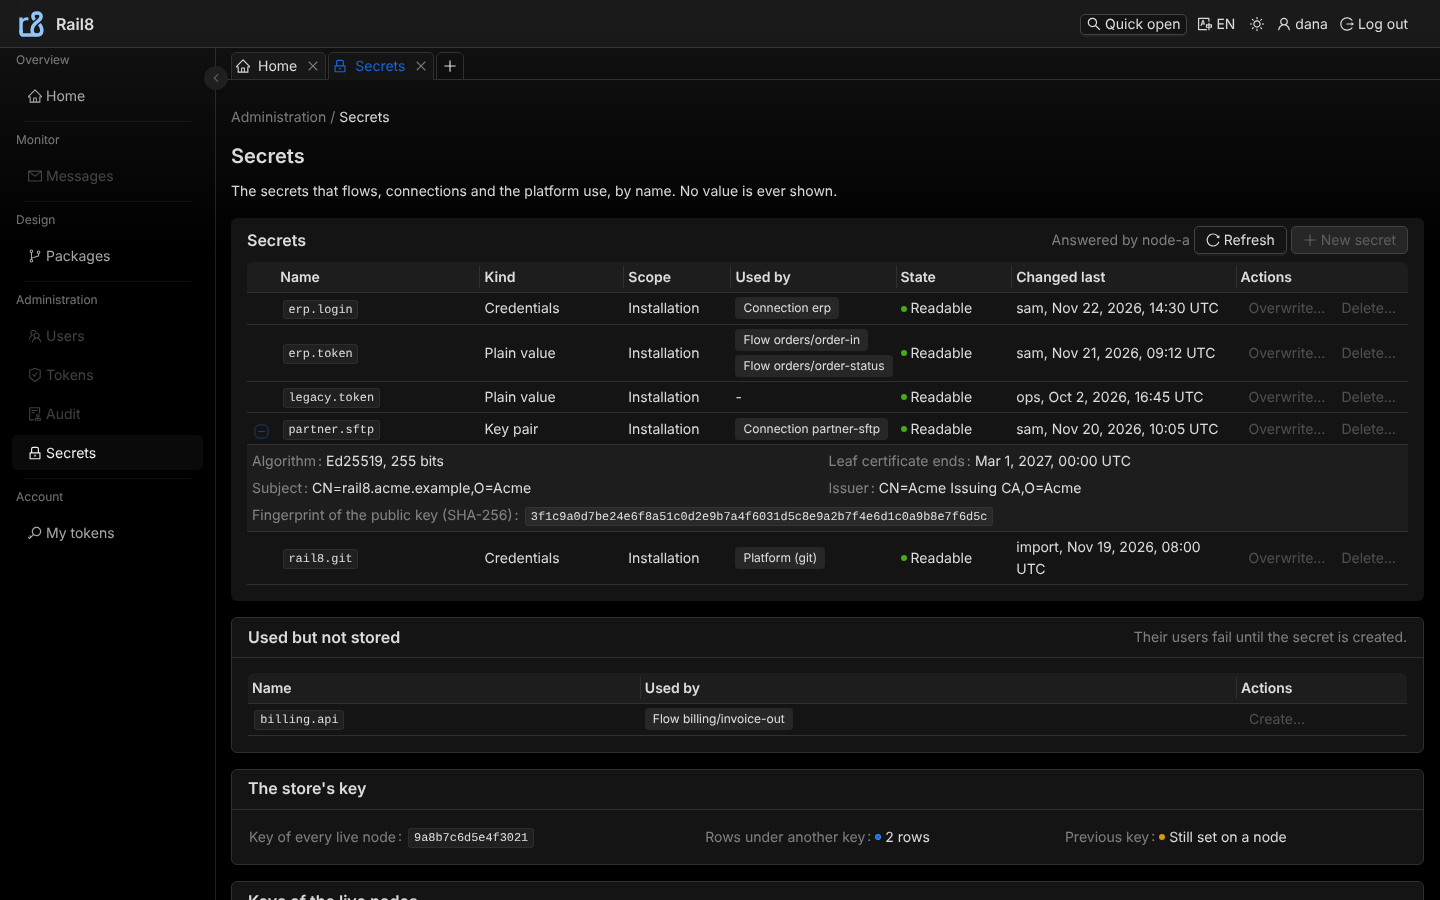 Rail8
Quick open
EN
dana
Log out
Overview
Home
Monitor
Messages
Design
Packages
Administration
Users
Tokens
Audit
Secrets
Account
My tokens
Home
Secrets
Administration / Secrets
Secrets
The secrets that flows, connections and the platform use, by name. No value is ever shown.
Secrets
Answered by node-a
Refresh
New secret
Name Kind Scope Used by State Changed last Actions
erp.login Credentials Installation Connection erp Readable sam, Nov 22, 2026, 14:30 UTC Overwrite... Delete...
erp.token Plain value Installation Flow orders/order-in Flow orders/order-status Readable sam, Nov 21, 2026, 09:12 UTC Overwrite... Delete...
legacy.token Plain value Installation - Readable ops, Oct 2, 2026, 16:45 UTC Overwrite... Delete...
partner.sftp Key pair Installation Connection partner-sftp Readable sam, Nov 20, 2026, 10:05 UTC Overwrite... Delete...
Algorithm: Ed25519, 255 bits Leaf certificate ends: Mar 1, 2027, 00:00 UTC
Subject: CN=rail8.acme.example,O=Acme Issuer: CN=Acme Issuing CA,O=Acme
Fingerprint of the public key (SHA-256): 3f1c9a0d7be24e6f8a51c0d2e9b7a4f6031d5c8e9a2b7f4e6d1c0a9b8e7f6d5c
rail8.git Credentials Installation Platform (git) Readable import, Nov 19, 2026, 08:00 UTC Overwrite... Delete...
Used but not stored
Their users fail until the secret is created.
Name Used by Actions
billing.api Flow billing/invoice-out Create...
The store's key
Key of every live node: 9a8b7c6d5e4f3021 Rows under another key: 2 rows Previous key: Still set on a node
Keys of the live nodes